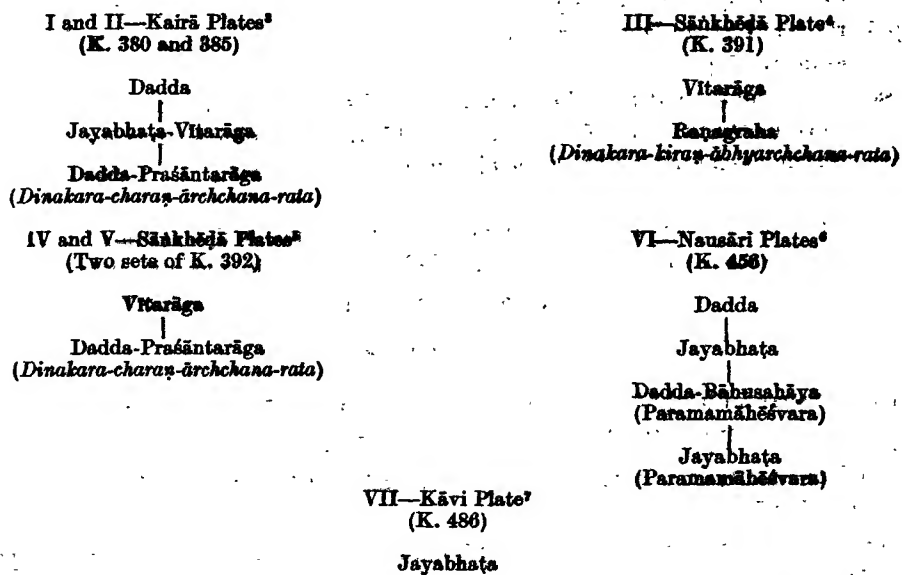 I and II—Kairā Plates³
(K. 380 and 385)
Dadda
Jayabhaṭa-Vītarāga
Dadda-Praśāntarāga
(Dinakara-charaṇ-ārchchana-rata)
III—Sāṅkhēḍā Plate⁴
(K. 391)
Vītarāga
Raṇagraha
(Dinakara-kiraṇ-ābhyarchchana-rata)
IV and V—Sāṅkhēḍā Plates⁵
(Two sets of K. 392)
Vītarāga
Dadda-Praśāntarāga
(Dinakara-charaṇ-ārchchana-rata)
VI—Nausāri Plates⁶
(K. 456)
Dadda
Jayabhaṭa
Dadda-Bāhusahāya
(Paramamāhēśvara)
Jayabhaṭa
(Paramamāhēśvara)
VII—Kāvi Plate⁷
(K. 486)
Jayabhaṭa